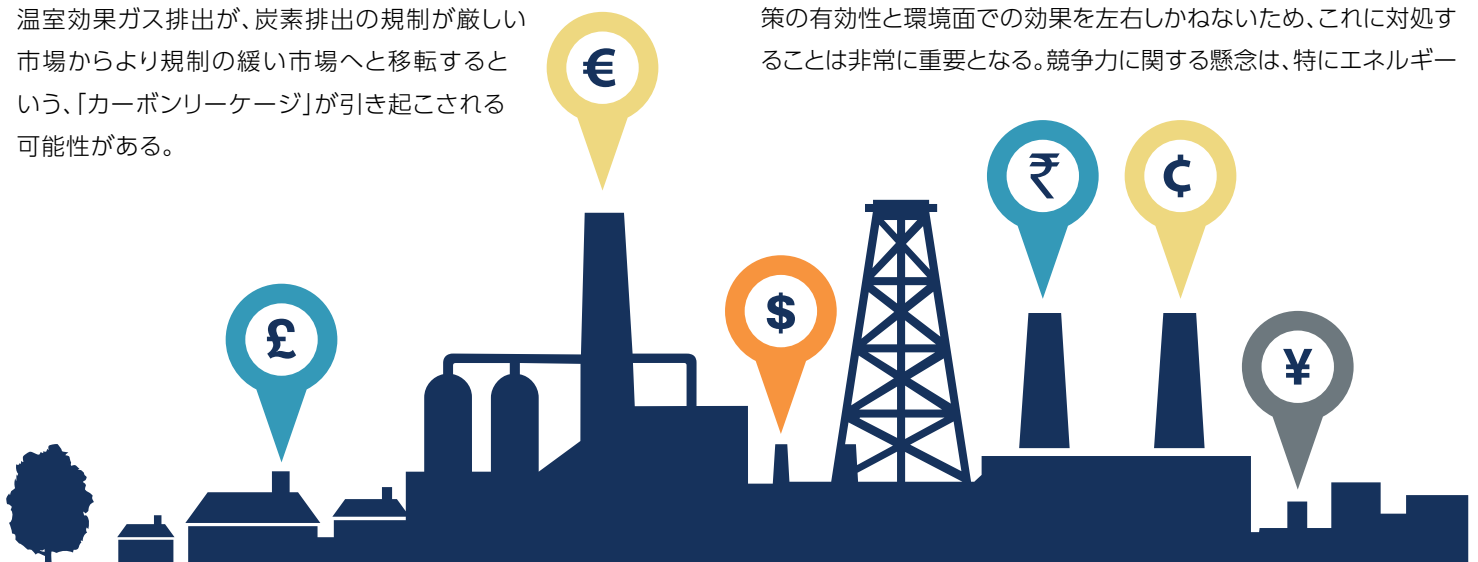 温室効果ガス排出が、炭素排出の規制が厳しい
市場からより規制の緩い市場へと移転すると
いう、「カーボンリーケージ」が引き起こされる
可能性がある。
策の有効性と環境面での効果を左右しかねないため、これに対処す
ることは非常に重要となる。競争力に関する懸念は、特にエネルギー
€
₹
¢
$
£
¥